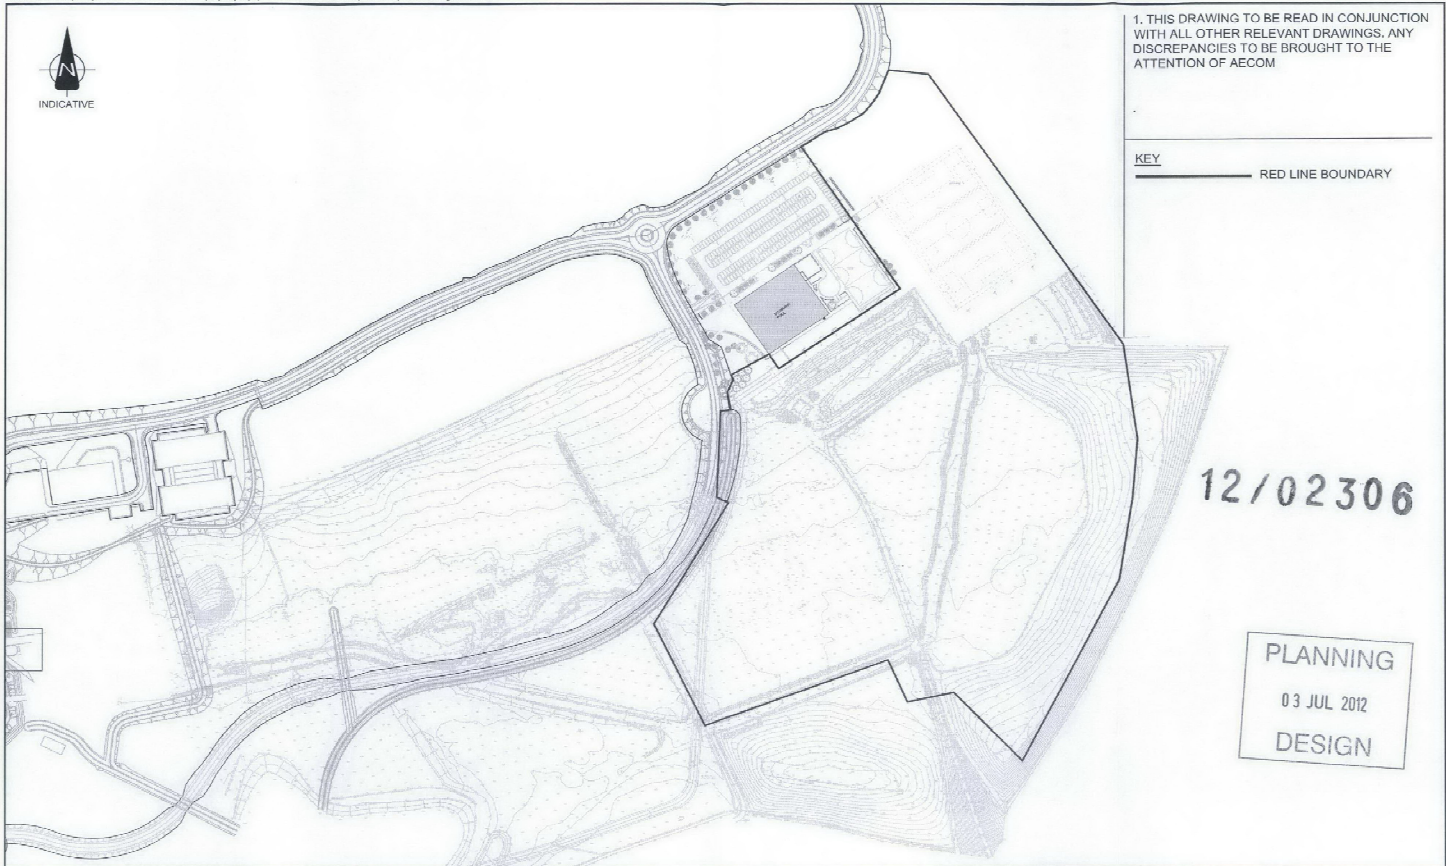 N
INDICATIVE
1. THIS DRAWING TO BE READ IN CONJUNCTION
WITH ALL OTHER RELEVANT DRAWINGS. ANY
DISCREPANCIES TO BE BROUGHT TO THE
ATTENTION OF AECOM
KEY
RED LINE BOUNDARY
12/02306
PLANNING
03 JUL 2012
DESIGN